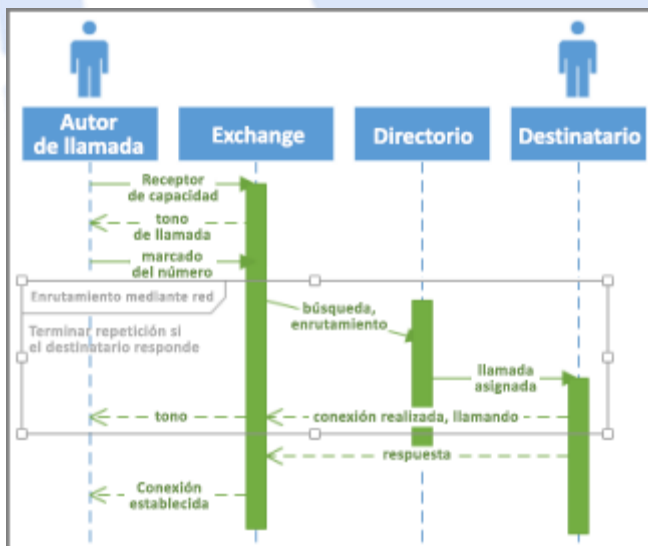 Autor
de llamada
Exchange
Directorio
Destinatario
Receptor
de capacidad
tono
de llamada
marcado
del número
Enrutamiento mediante red
búsqueda,
enrutamiento
Terminar repetición si
el destinatario responde
llamada
asignada
tono
conexión realizada, llamando
respuesta
Conexión
establecida